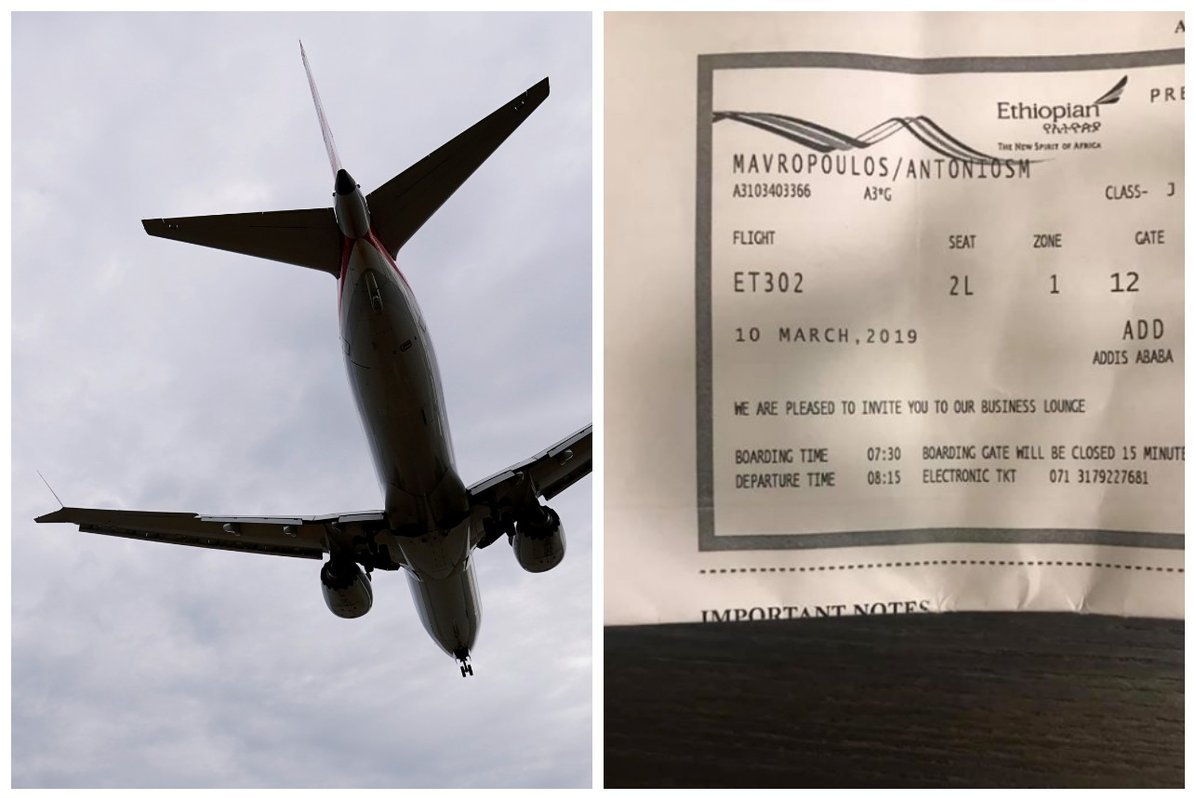 A
Ethiopian
የኢትዮጵያ
THE NEW SPIRIT OF AFRICA
PRE
MAVROPOULOS/ANTONIOSM
A3103403366 A3*G CLASS- J
FLIGHT SEAT ZONE GATE
ET302 2L 1 12
10 MARCH,2019 ADD
ADDIS ABABA
WE ARE PLEASED TO INVITE YOU TO OUR BUSINESS LOUNGE
BOARDING TIME 07:30 BOARDING GATE WILL BE CLOSED 15 MINUTE
DEPARTURE TIME 08:15 ELECTRONIC TKT 071 3179227681
IMPORTANT NOTES